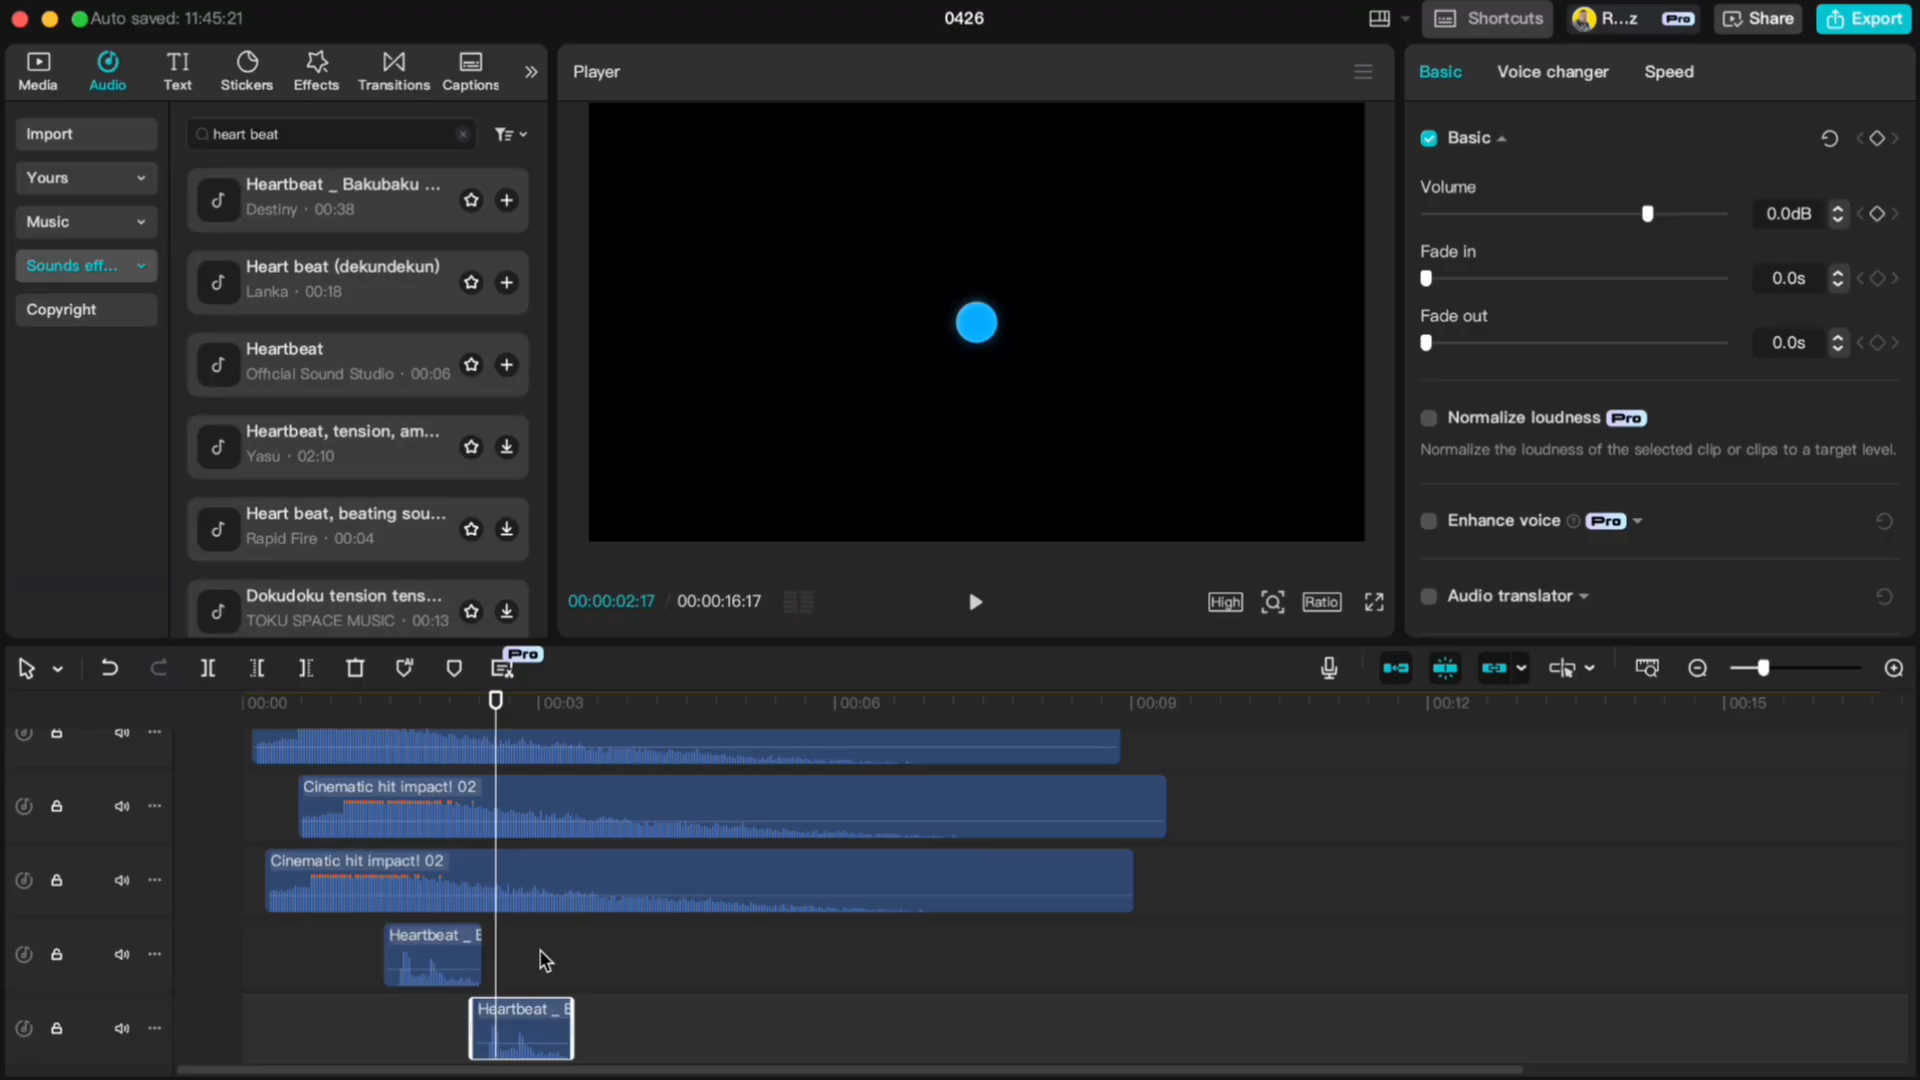 Auto saved: 11:45:21
0426
Shortcuts
R...z
Pro
Share
Export
Media
Audio
TI
Text
Stickers
Effects
Transitions
Captions
Player
Basic
Voice changer
Speed
Import
Yours
Music
Sounds eff...
Copyright
heart beat
Heartbeat _ Bakubaku ...
Destiny · 00:38
Heart beat (dekundekun)
Lanka · 00:18
Heartbeat
Official Sound Studio · 00:06
Heartbeat, tension, am...
Yasu · 02:10
Heart beat, beating sou...
Rapid Fire · 00:04
Dokudoku tension tens...
TOKU SPACE MUSIC · 00:13
00:00:02:17 / 00:00:16:17
High
Ratio
Basic
Volume
0.0dB
Fade in
0.0s
Fade out
0.0s
Normalize loudness Pro
Normalize the loudness of the selected clip or clips to a target level.
Enhance voice Pro
Audio translator
Pro
00:00
00:03
00:06
00:09
00:12
00:15
Cinematic hit impact! 02
Cinematic hit impact! 02
Heartbeat _ B
Heartbeat _ B